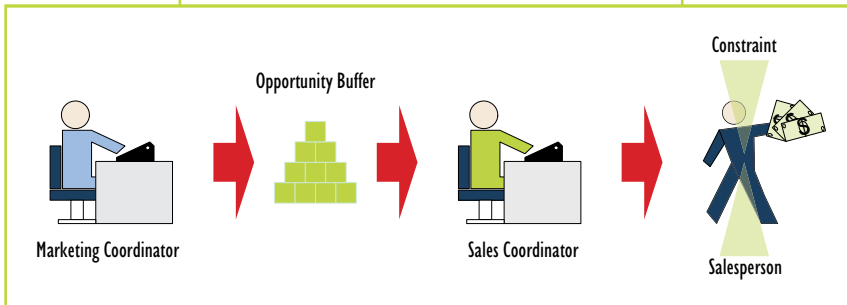 Constraint
Opportunity Buffer
$ $ $
Marketing Coordinator
Sales Coordinator
Salesperson